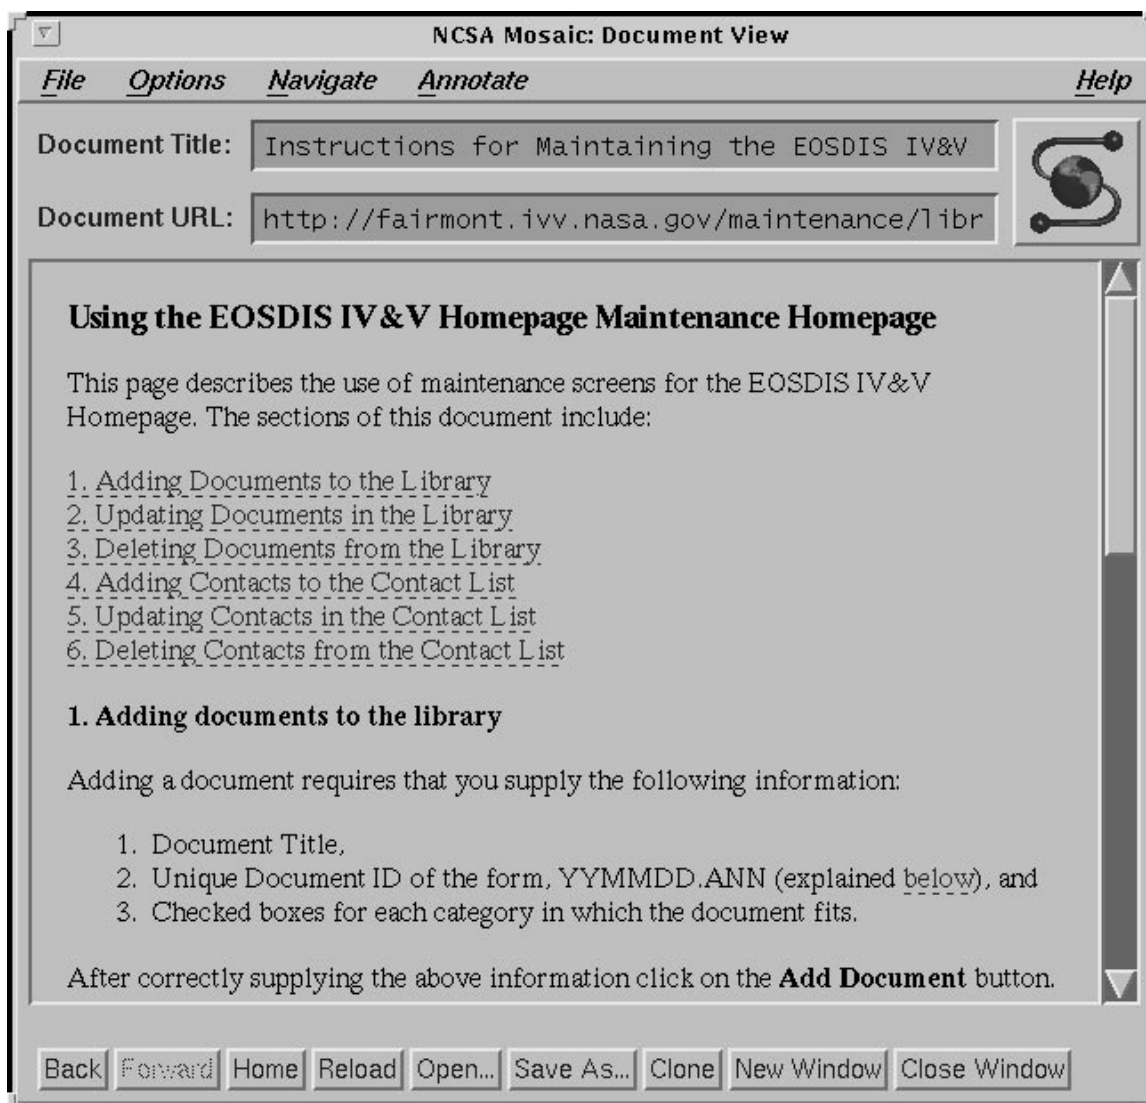 NCSA Mosaic: Document View
File Options Navigate Annotate Help
Document Title: Instructions for Maintaining the EOSDIS IV&V
Document URL: http://fairmont.ivv.nasa.gov/maintenance/libr
Using the EOSDIS IV&V Homepage Maintenance Homepage
This page describes the use of maintenance screens for the EOSDIS IV&V
Homepage. The sections of this document include:
1. Adding Documents to the Library
2. Updating Documents in the Library
3. Deleting Documents from the Library
4. Adding Contacts to the Contact List
5. Updating Contacts in the Contact List
6. Deleting Contacts from the Contact List
1. Adding documents to the library
Adding a document requires that you supply the following information:
1. Document Title,
2. Unique Document ID of the form, YYMMDD.ANN (explained below), and
3. Checked boxes for each category in which the document fits.
After correctly supplying the above information click on the Add Document button.
Back Forward Home Reload Open... Save As... Clone New Window Close Window